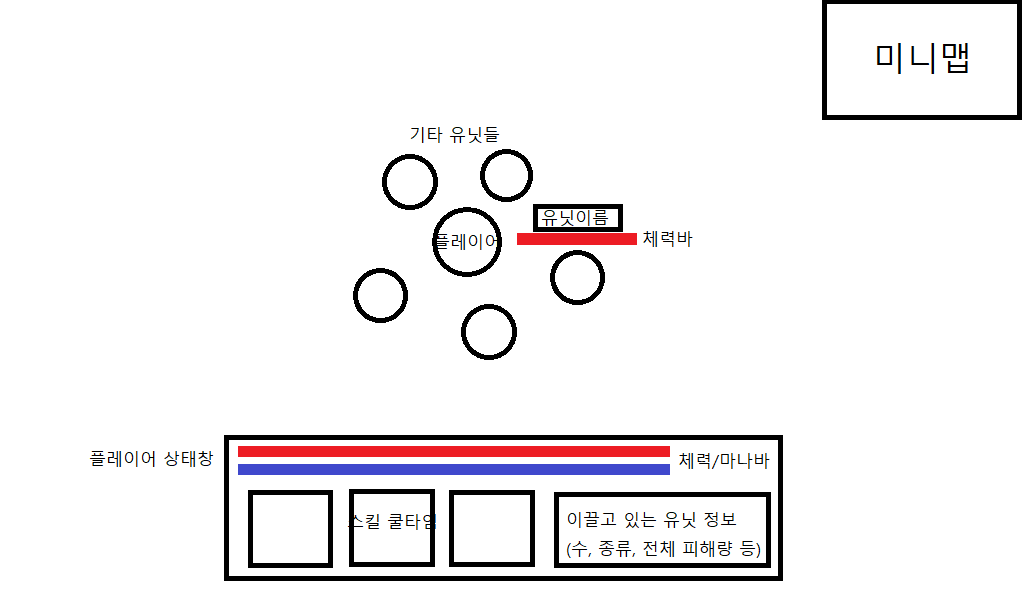 미니맵
기타 유닛들
유닛이름
플레이어
체력바
플레이어 상태창
체력/마나바
스킬 쿨타임
이끌고 있는 유닛 정보
(수, 종류, 전체 피해량 등)